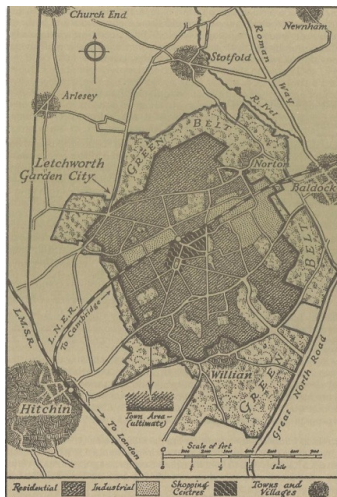 Church End
Newnham
Stotfold
Roman Way
Arlesey
R. Ivel
GREEN BELT
Norton
Letchworth
Garden City
Baldock
BELT
L.M.S.R.
L.N.E.R.
To Cambridge
Willian
GREEN
Great North Road
Hitchin
To London
Town Area-
(ultimate)
Scale of feet
1 mile
Residential
Industrial
Shopping
Centres
Towns and
Villages